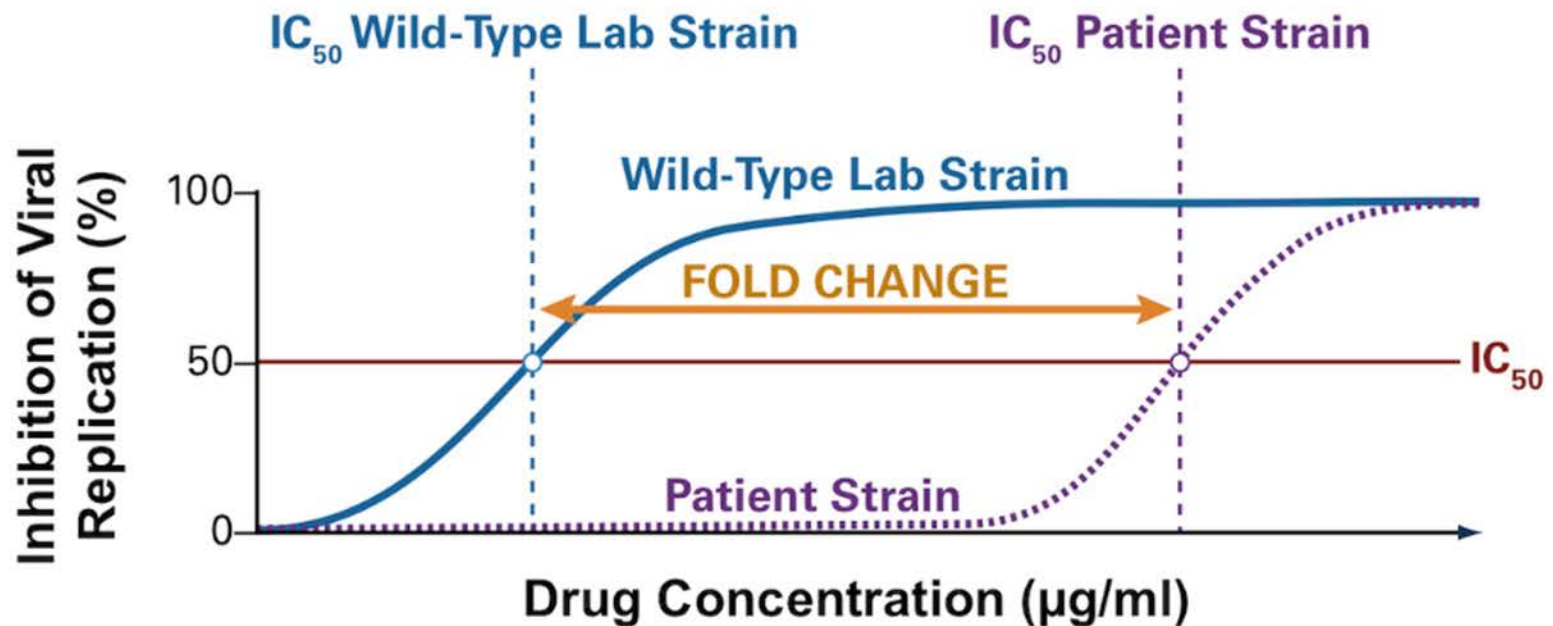 IC50 Wild-Type Lab Strain
IC50 Patient Strain
Wild-Type Lab Strain
FOLD CHANGE
IC50
Patient Strain
Inhibition of Viral
Replication (%)
100
50
0
Drug Concentration (µg/ml)